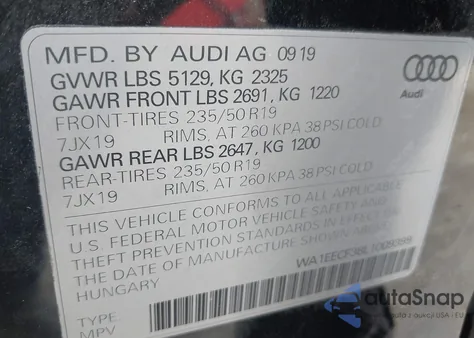 MFD. BY AUDI AG 09 19
GVWR LBS 5129, KG 2325
GAWR FRONT LBS 2691, KG 1220
FRONT-TIRES 235/50 R19
7JX19 RIMS, AT 260 KPA 38 PSI COLD
GAWR REAR LBS 2647, KG 1200
REAR-TIRES 235/50 R19
7JX19 RIMS, AT 260 KPA 38 PSI COLD
THIS VEHICLE CONFORMS TO ALL APPLICABLE
U.S. FEDERAL MOTOR VEHICLE SAFETY AND
THEFT PREVENTION STANDARDS IN EFFECT ON
THE DATE OF MANUFACTURE SHOWN ABOVE
HUNGARY
TYPE
MPV
Audi
autoSnap